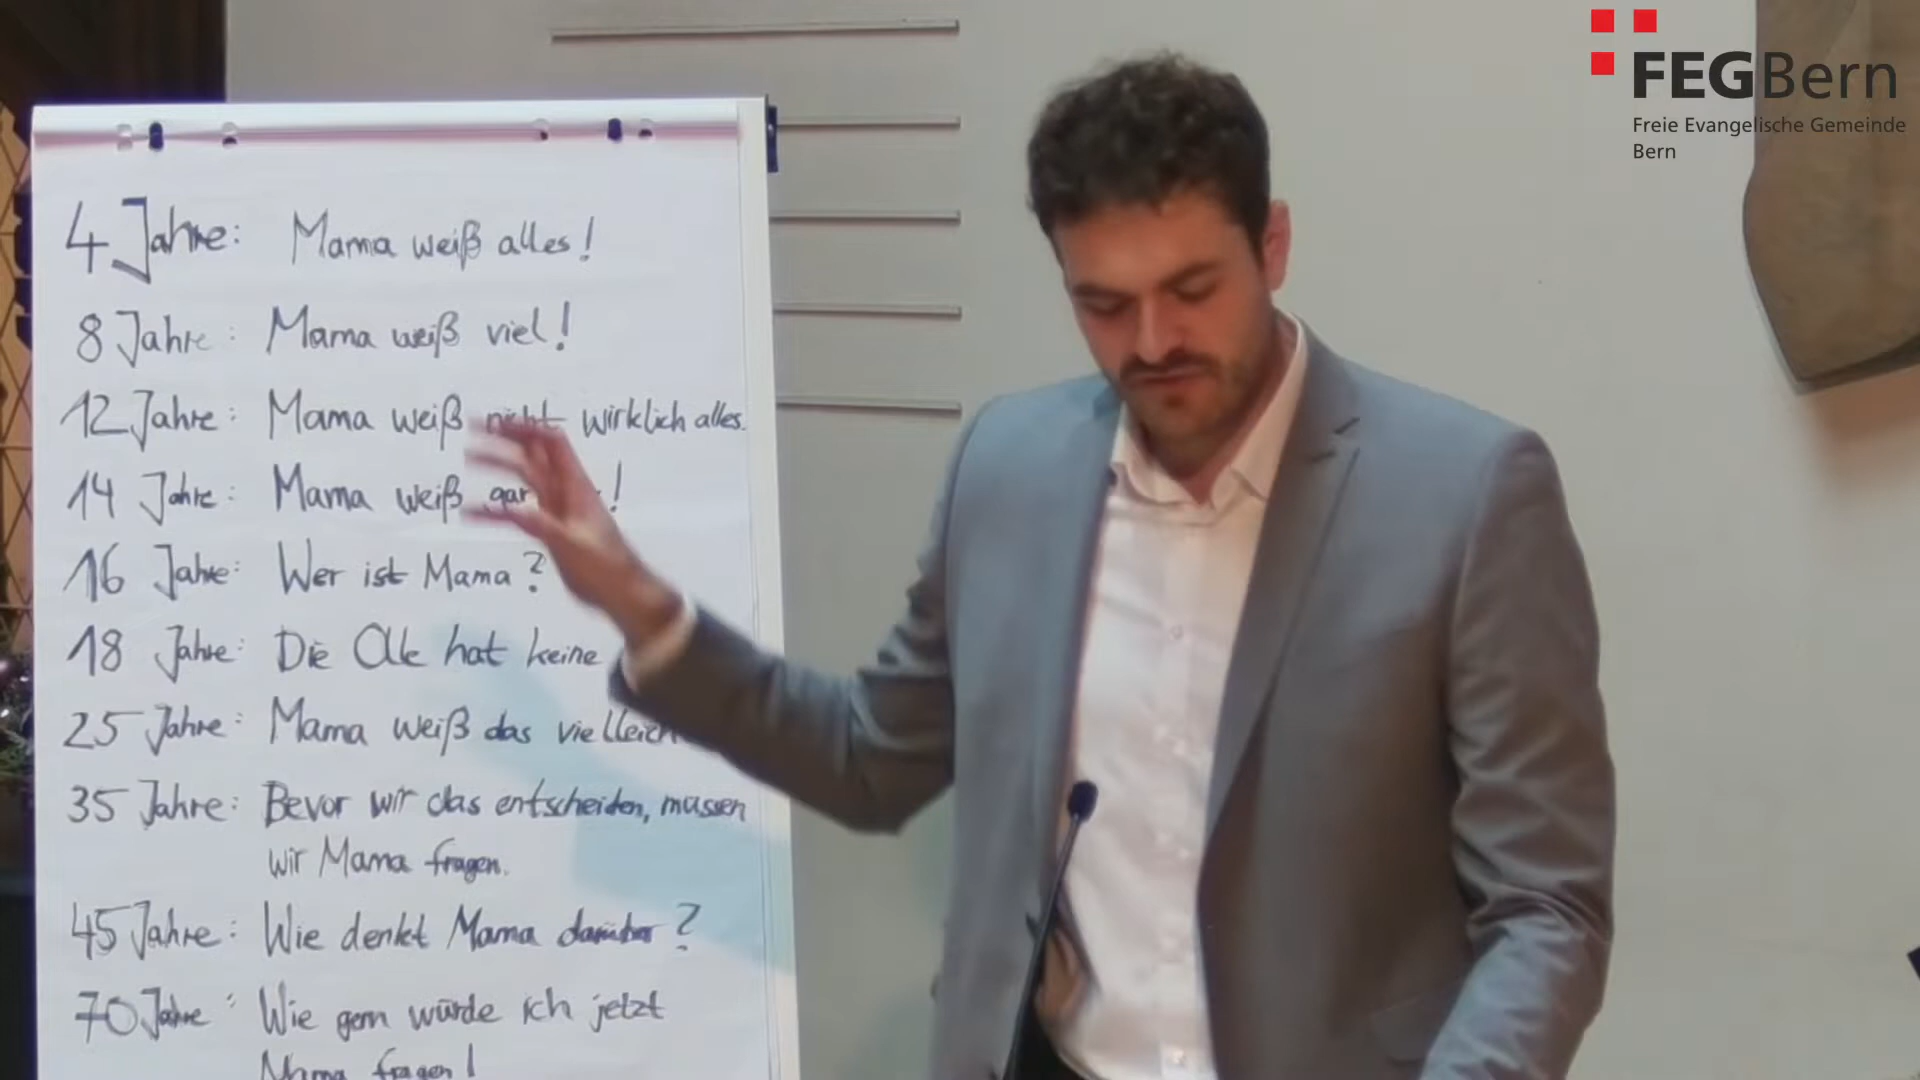 FEGBern
Freie Evangelische Gemeinde
Bern
4 Jahre: Mama weiß alles!
8 Jahre: Mama weiß viel!
12 Jahre: Mama weiß nicht wirklich alles.
14 Jahre: Mama weiß gar !
16 Jahre: Wer ist Mama?
18 Jahre: Die Alte hat keine
25 Jahre: Mama weiß das
35 Jahre: Bevor wir das entscheiden, müssen
wir Mama fragen.
45 Jahre: Wie denkt Mama darüber?
70 Jahre: Wie gern würde ich jetzt
Mama fragen!